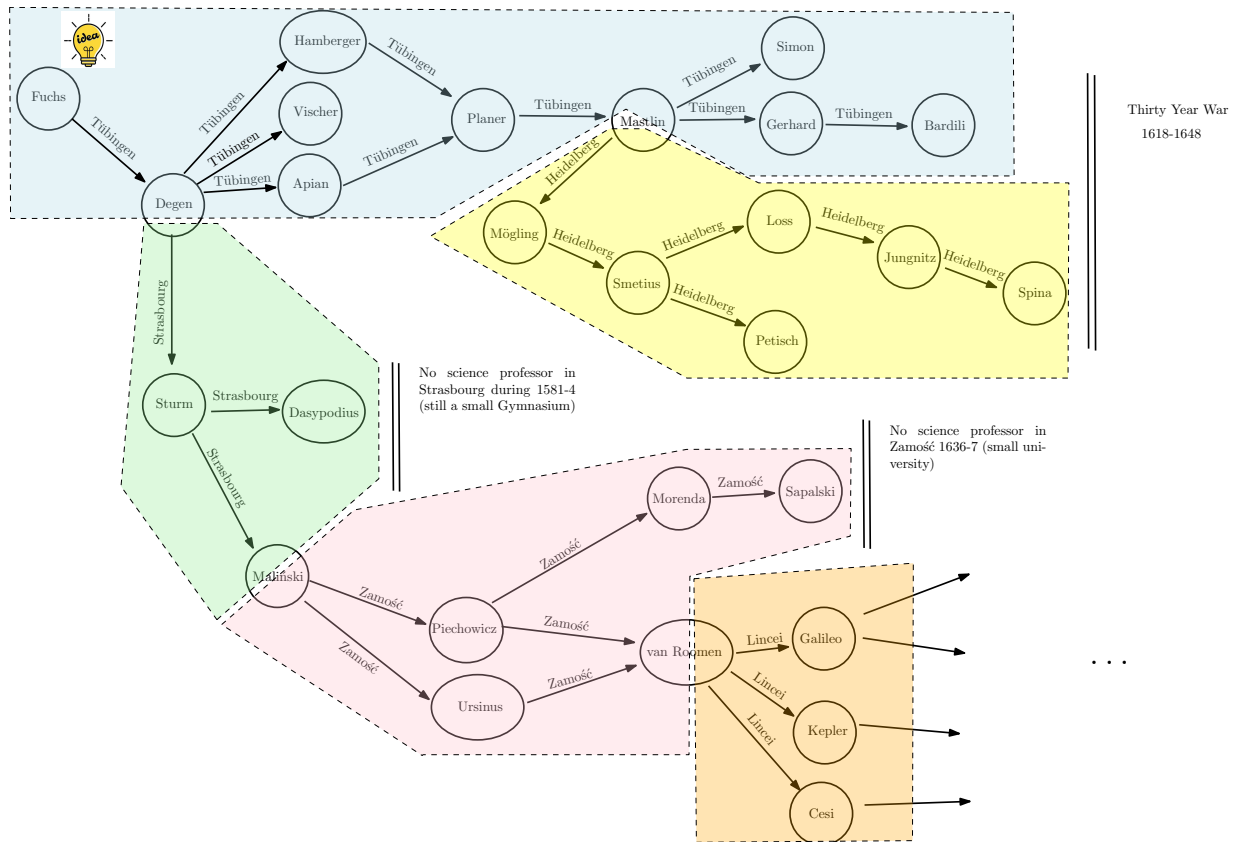 idea
Fuchs
Tübingen
Degen
Tübingen
Hamberger
Tübingen
Tübingen
Vischer
Tübingen
Apian
Tübingen
Planer
Tübingen
Mästlin
Tübingen
Simon
Tübingen
Gerhard
Tübingen
Bardili
Thirty Year War
1618-1648
Heidelberg
Mögling
Heidelberg
Smetius
Heidelberg
Loss
Heidelberg
Jungnitz
Heidelberg
Spina
Heidelberg
Petisch
Strasbourg
Sturm
Strasbourg
Dasypodius
Strasbourg
No science professor in
Strasbourg during 1581-4
(still a small Gymnasium)
No science professor in
Zamość 1636-7 (small uni-
versity)
Maliński
Zamość
Piechowicz
Zamość
Morenda
Zamość
Sapalski
Zamość
Zamość
Ursinus
Zamość
van Roomen
Lincei
Galileo
Lincei
Kepler
Lincei
Cesi
. . .